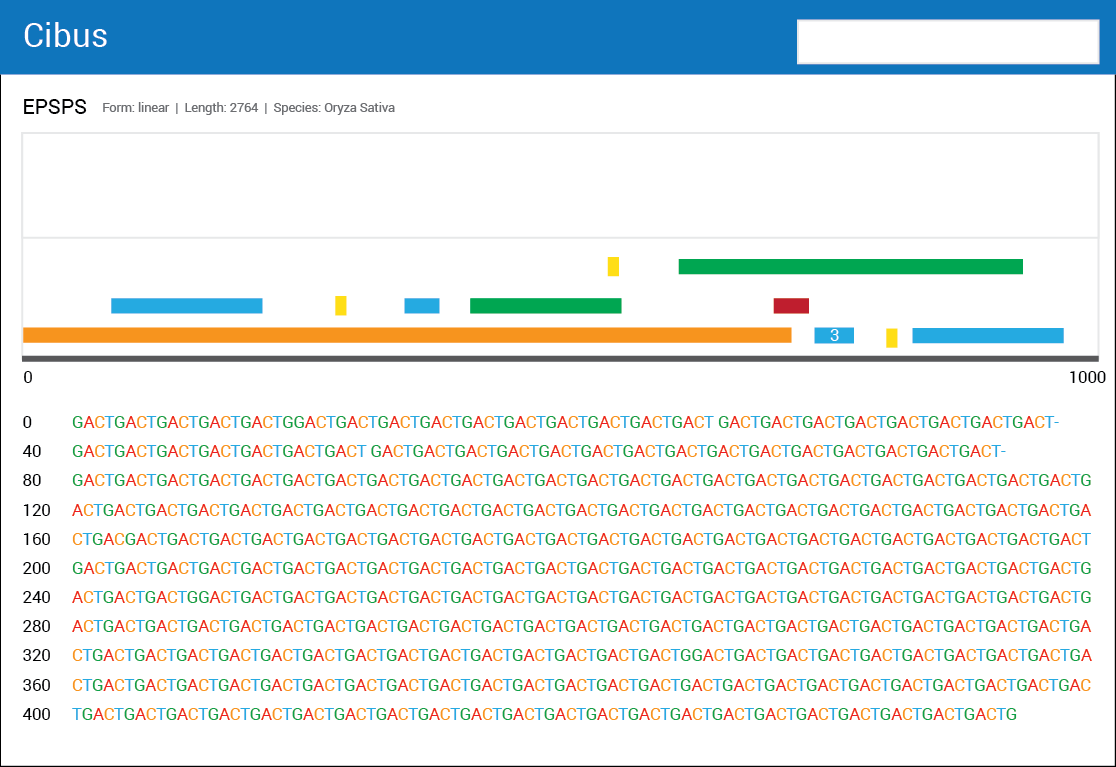 Cibus
EPSPS Form: linear | Length: 2764 | Species: Oryza Sativa
3
0 1000
0 GACTGACTGACTGACTGACTGGACTGACTGACTGACTGACTGACTGACTGACTGACTGACT GACTGACTGACTGACTGACTGACTGACTGACT-
40 GACTGACTGACTGACTGACTGACTGACT GACTGACTGACTGACTGACTGACTGACTGACTGACTGACTGACTGACTGACTGACTGACT-
80 GACTGACTGACTGACTGACTGACTGACTGACTGACTGACTGACTGACTGACTGACTGACTGACTGACTGACTGACTGACTGACTGACTGACTGACTG
120 ACTGACTGACTGACTGACTGACTGACTGACTGACTGACTGACTGACTGACTGACTGACTGACTGACTGACTGACTGACTGACTGACTGACTGACTGA
160 CTGACGACTGACTGACTGACTGACTGACTGACTGACTGACTGACTGACTGACTGACTGACTGACTGACTGACTGACTGACTGACTGACTGACTGACT
200 GACTGACTGACTGACTGACTGACTGACTGACTGACTGACTGACTGACTGACTGACTGACTGACTGACTGACTGACTGACTGACTGACTGACTGACTG
240 ACTGACTGACTGGACTGACTGACTGACTGACTGACTGACTGACTGACTGACTGACTGACTGACTGACTGACTGACTGACTGACTGACTGACTGACTG
280 ACTGACTGACTGACTGACTGACTGACTGACTGACTGACTGACTGACTGACTGACTGACTGACTGACTGACTGACTGACTGACTGACTGACTGACTGA
320 CTGACTGACTGACTGACTGACTGACTGACTGACTGACTGACTGACTGACTGACTGACTGGACTGACTGACTGACTGACTGACTGACTGACTGACTGA
360 CTGACTGACTGACTGACTGACTGACTGACTGACTGACTGACTGACTGACTGACTGACTGACTGACTGACTGACTGACTGACTGACTGACTGACTGAC
400 TGACTGACTGACTGACTGACTGACTGACTGACTGACTGACTGACTGACTGACTGACTGACTGACTGACTGACTGACTGACTGACTGACTG